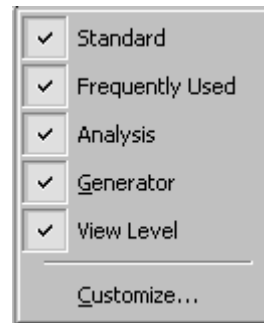 Standard
Frequently Used
Analysis
Generator
View Level
Customize...